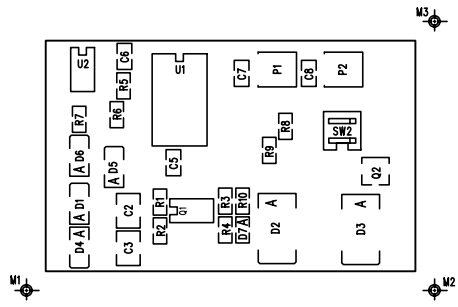 M3
C6
U2
U1
C7
P1
C8
P2
R5
R7
R6
R8
SW2
R9
A D6
A D5
C5
Q2
A D1
C2
R1
Q1
R3
R10
A
D2
A
D3
D4 A
C3
R2
R4
D7 A
M1
M2